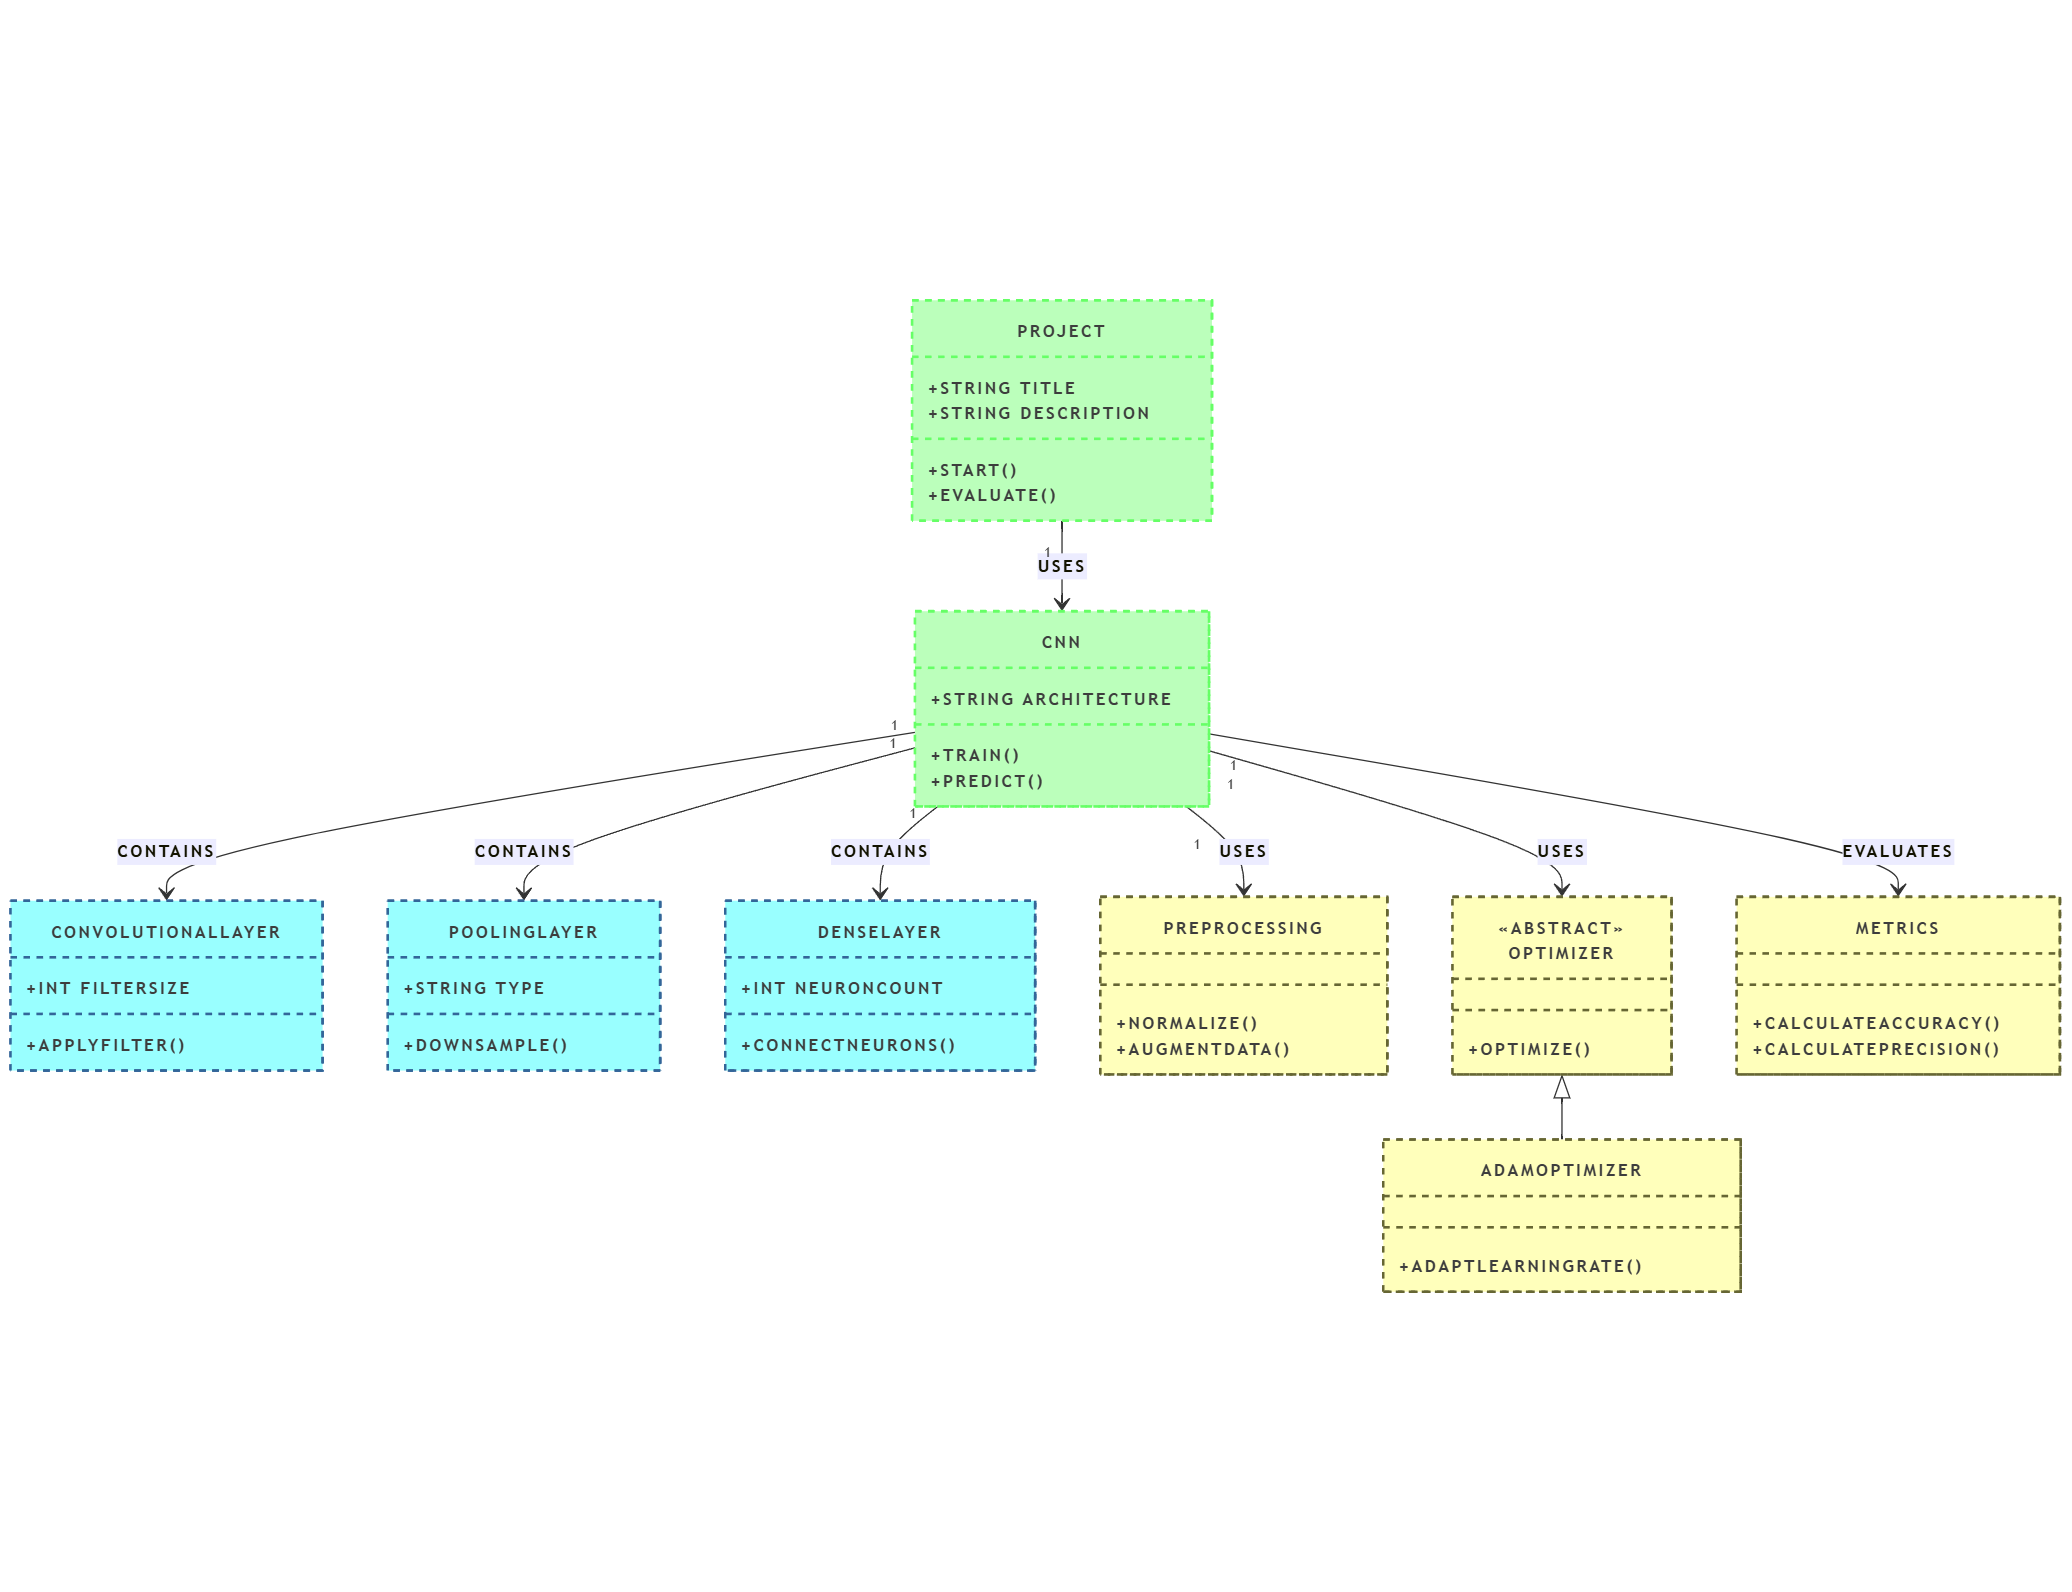 PROJECT
+STRING TITLE
+STRING DESCRIPTION
+START()
+EVALUATE()
1
USES
CNN
+STRING ARCHITECTURE
+TRAIN()
+PREDICT()
1
1
1
1
1
1
CONTAINS
CONTAINS
CONTAINS
USES
USES
EVALUATES
CONVOLUTIONALLAYER
+INT FILTERSIZE
+APPLYFILTER()
POOLINGLAYER
+STRING TYPE
+DOWNSAMPLE()
DENSELAYER
+INT NEURONCOUNT
+CONNECTNEURONS()
PREPROCESSING
+NORMALIZE()
+AUGMENTDATA()
«ABSTRACT»
OPTIMIZER
+OPTIMIZE()
METRICS
+CALCULATEACCURACY()
+CALCULATEPRECISION()
ADAMOPTIMIZER
+ADAPTLEARNINGRATE()